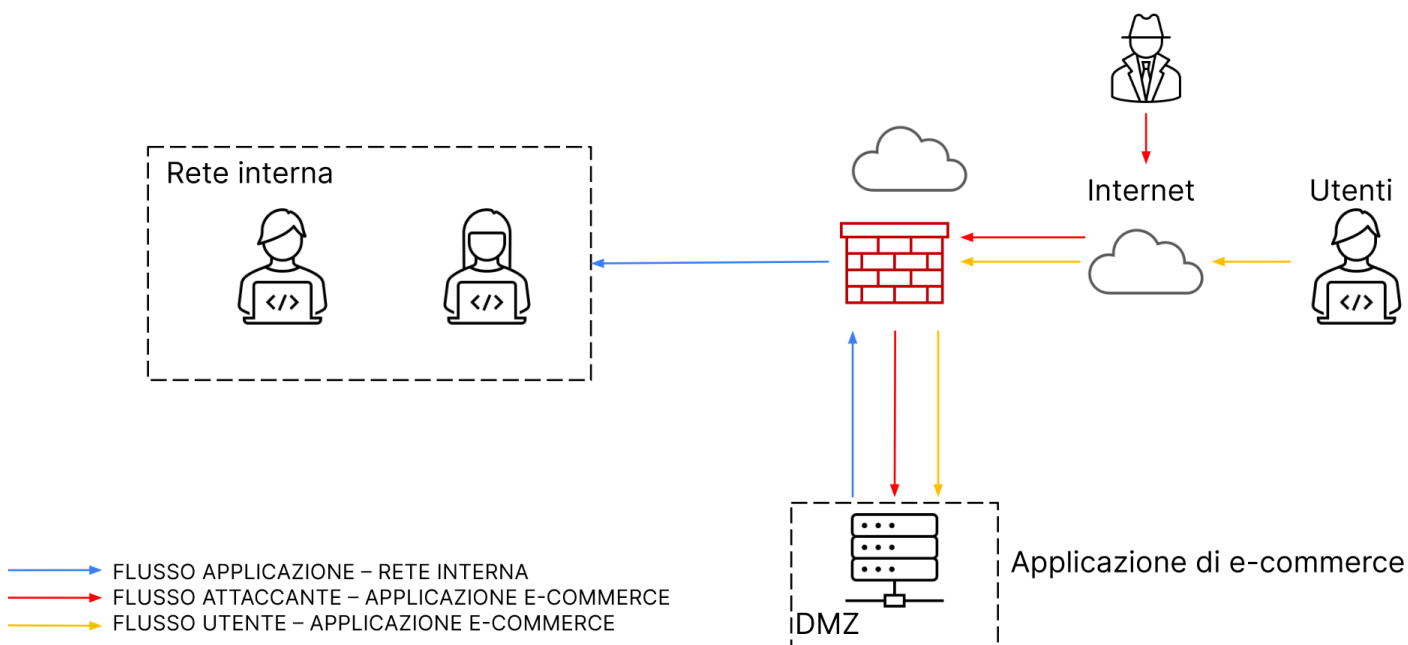 Internet
Utenti
Rete interna
</>
</>
</>
Applicazione di e-commerce
DMZ
FLUSSO APPLICAZIONE – RETE INTERNA
FLUSSO ATTACCANTE – APPLICAZIONE E-COMMERCE
FLUSSO UTENTE – APPLICAZIONE E-COMMERCE